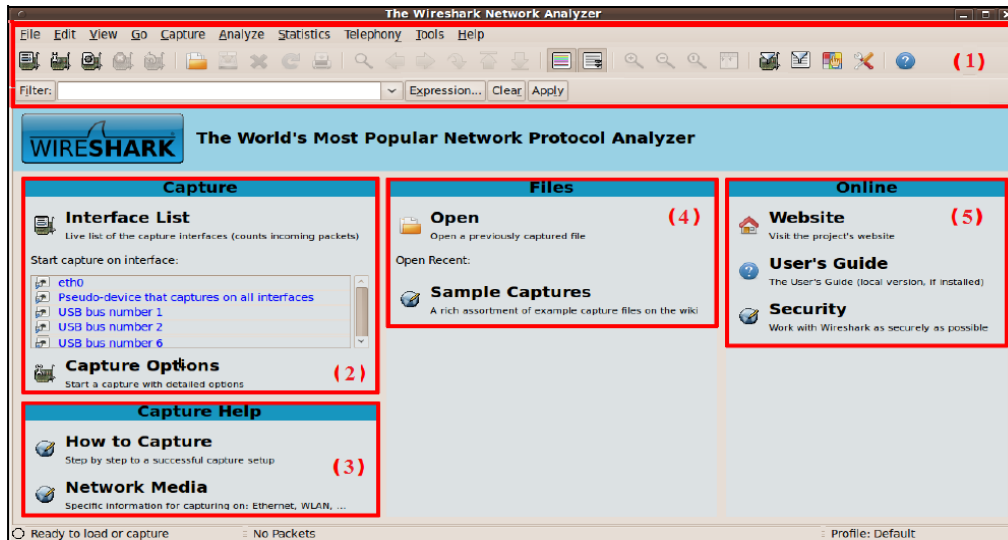 The Wireshark Network Analyzer
File Edit View Go Capture Analyze Statistics Telephony Tools Help
(1)
Filter: Expression... Clear Apply
WIRESHARK The World's Most Popular Network Protocol Analyzer
Capture
Interface List
Live list of the capture interfaces (counts incoming packets)
Start capture on interface:
eth0
Pseudo-device that captures on all interfaces
USB bus number 1
USB bus number 2
USB bus number 6
Capture Options
(2)
Start a capture with detailed options
Capture Help
How to Capture
Step by step to a successful capture setup
(3)
Network Media
Specific information for capturing on: Ethernet, WLAN, ...
Files
Open
(4)
Open a previously captured file
Open Recent:
Sample Captures
A rich assortment of example capture files on the wiki
Online
Website
(5)
Visit the project's website
User's Guide
The User's Guide (local version, if installed)
Security
Work with Wireshark as securely as possible
Ready to load or capture No Packets Profile: Default